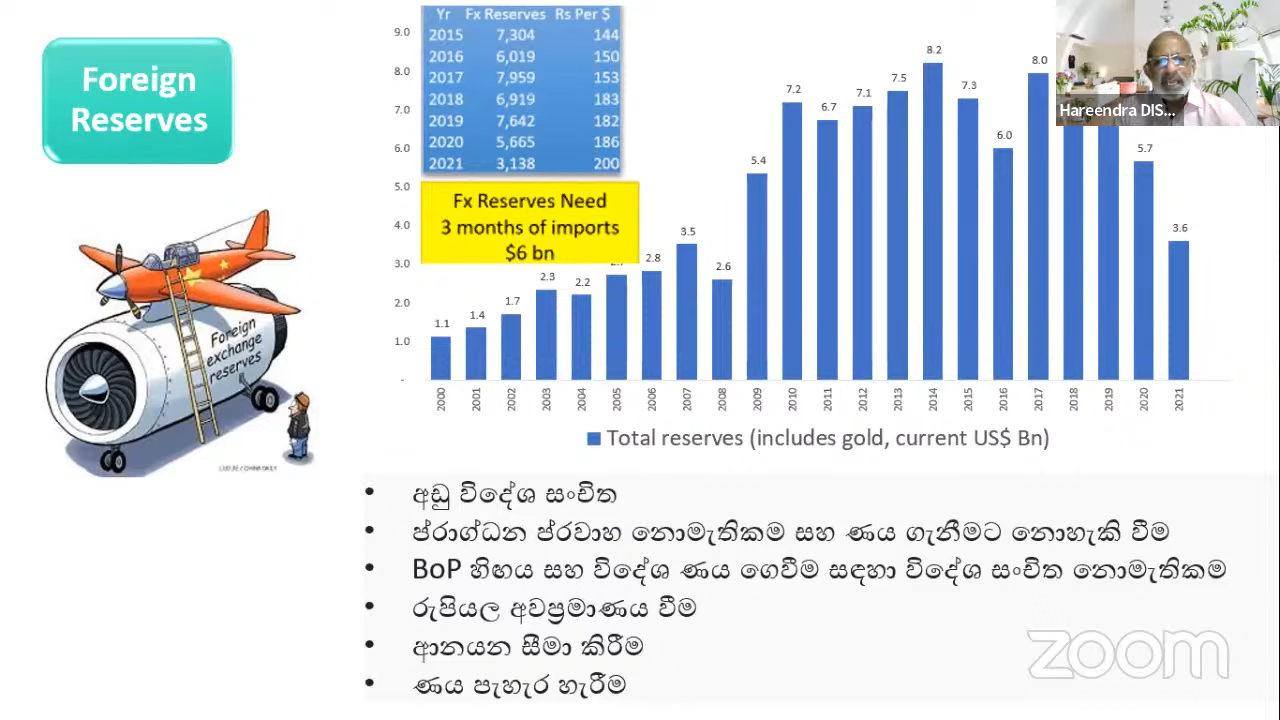 Foreign
Reserves
Yr Fx Reserves Rs Per $
2015 7,304 144
2016 6,019 150
2017 7,959 153
2018 6,919 183
2019 7,642 182
2020 5,665 186
2021 3,138 200
Fx Reserves Need
3 months of imports
$6 bn
9.0
8.0
7.0
6.0
5.0
4.0
3.0
2.0
1.0
-
1.1
1.4
1.7
2.3
2.2
2.8
3.5
2.6
5.4
7.2
6.7
7.1
7.5
8.2
7.3
6.0
8.0
5.7
3.6
2000 2001 2002 2003 2004 2005 2006 2007 2008 2009 2010 2011 2012 2013 2014 2015 2016 2017 2018 2019 2020 2021
Total reserves (includes gold, current US$ Bn)
Hareendra DIS...
Foreign
exchange
reserves
• අඩු විදේශ සංචිත
• ප්රාග්ධන ප්රවාහ නොමැතිකම සහ ණය ගැනීමට නොහැකි වීම
• BoP හිඟය සහ විදේශ ණය ගෙවීම සඳහා විදේශ සංචිත නොමැතිකම
• රුපියල අවප්‍රමාණය වීම
• ආනයන සීමා කිරීම
• ණය පැහැර හැරීම
zoom